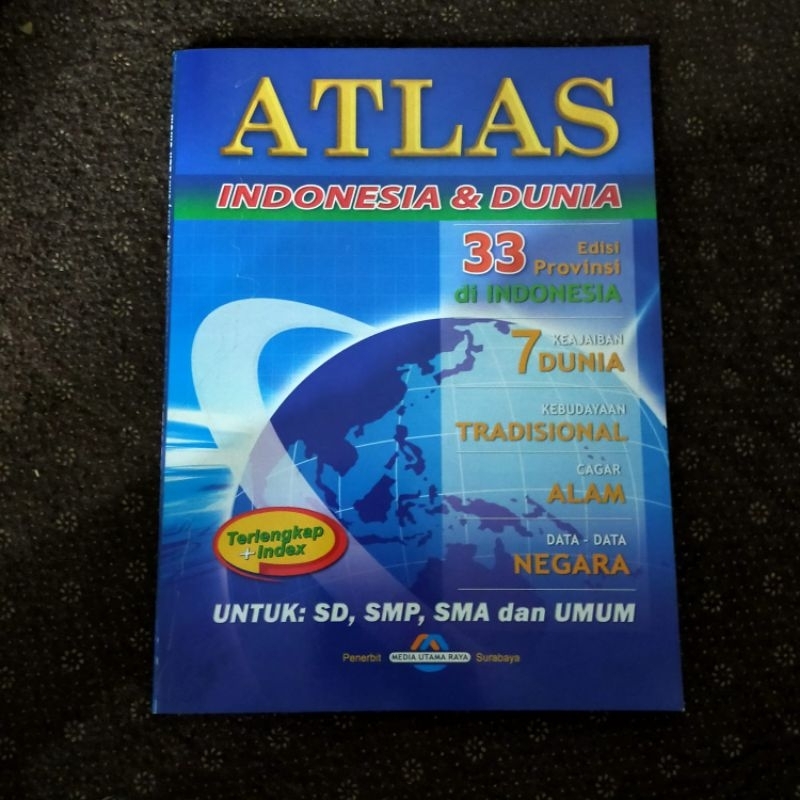 ATLAS
INDONESIA & DUNIA
33 Edisi
Provinsi
di INDONESIA
7 KEAJAIBAN
DUNIA
KEBUDAYAAN
TRADISIONAL
CAGAR
ALAM
DATA - DATA
NEGARA
Terlengkap
+ index
UNTUK: SD, SMP, SMA dan UMUM
Penerbit MEDIA UTAMA RAYA Surabaya